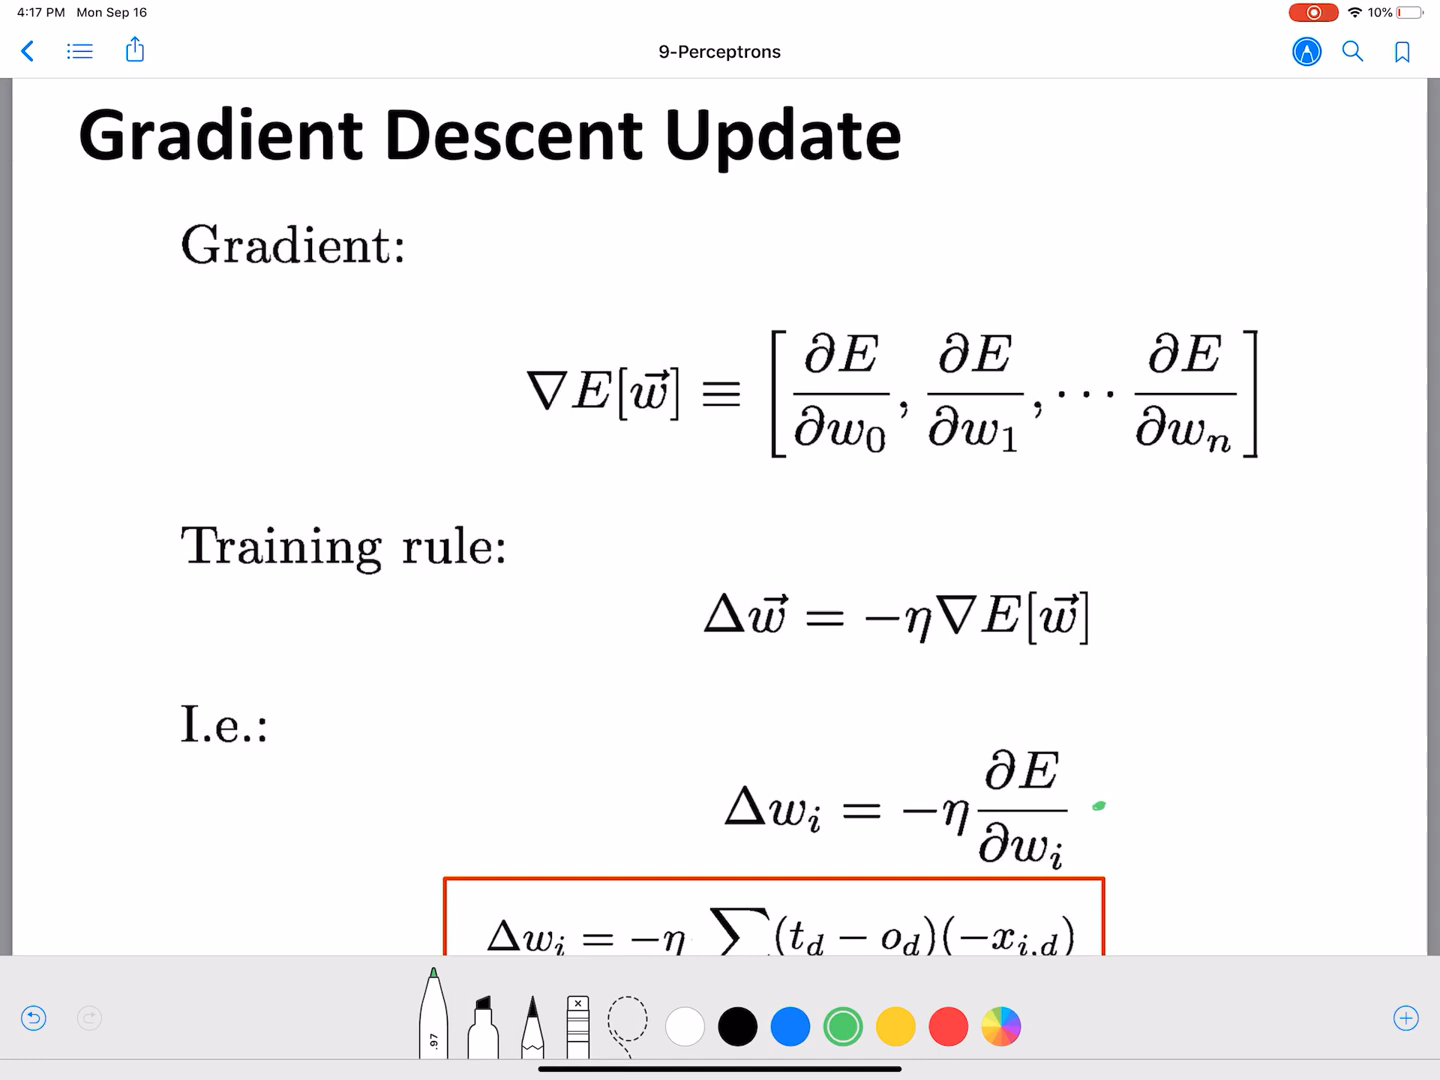 4:17 PM Mon Sep 16
10%
9-Perceptrons
Gradient Descent Update
Gradient:
∇E[w⃗] ≡ [∂E/∂w₀, ∂E/∂w₁, ··· ∂E/∂wₙ]
Training rule:
Δw⃗ = −η∇E[w⃗]
I.e.:
Δwᵢ = −η ∂E/∂wᵢ
Δwᵢ = −η ∑(t_d − o_d)(−x_{i,d})
.97